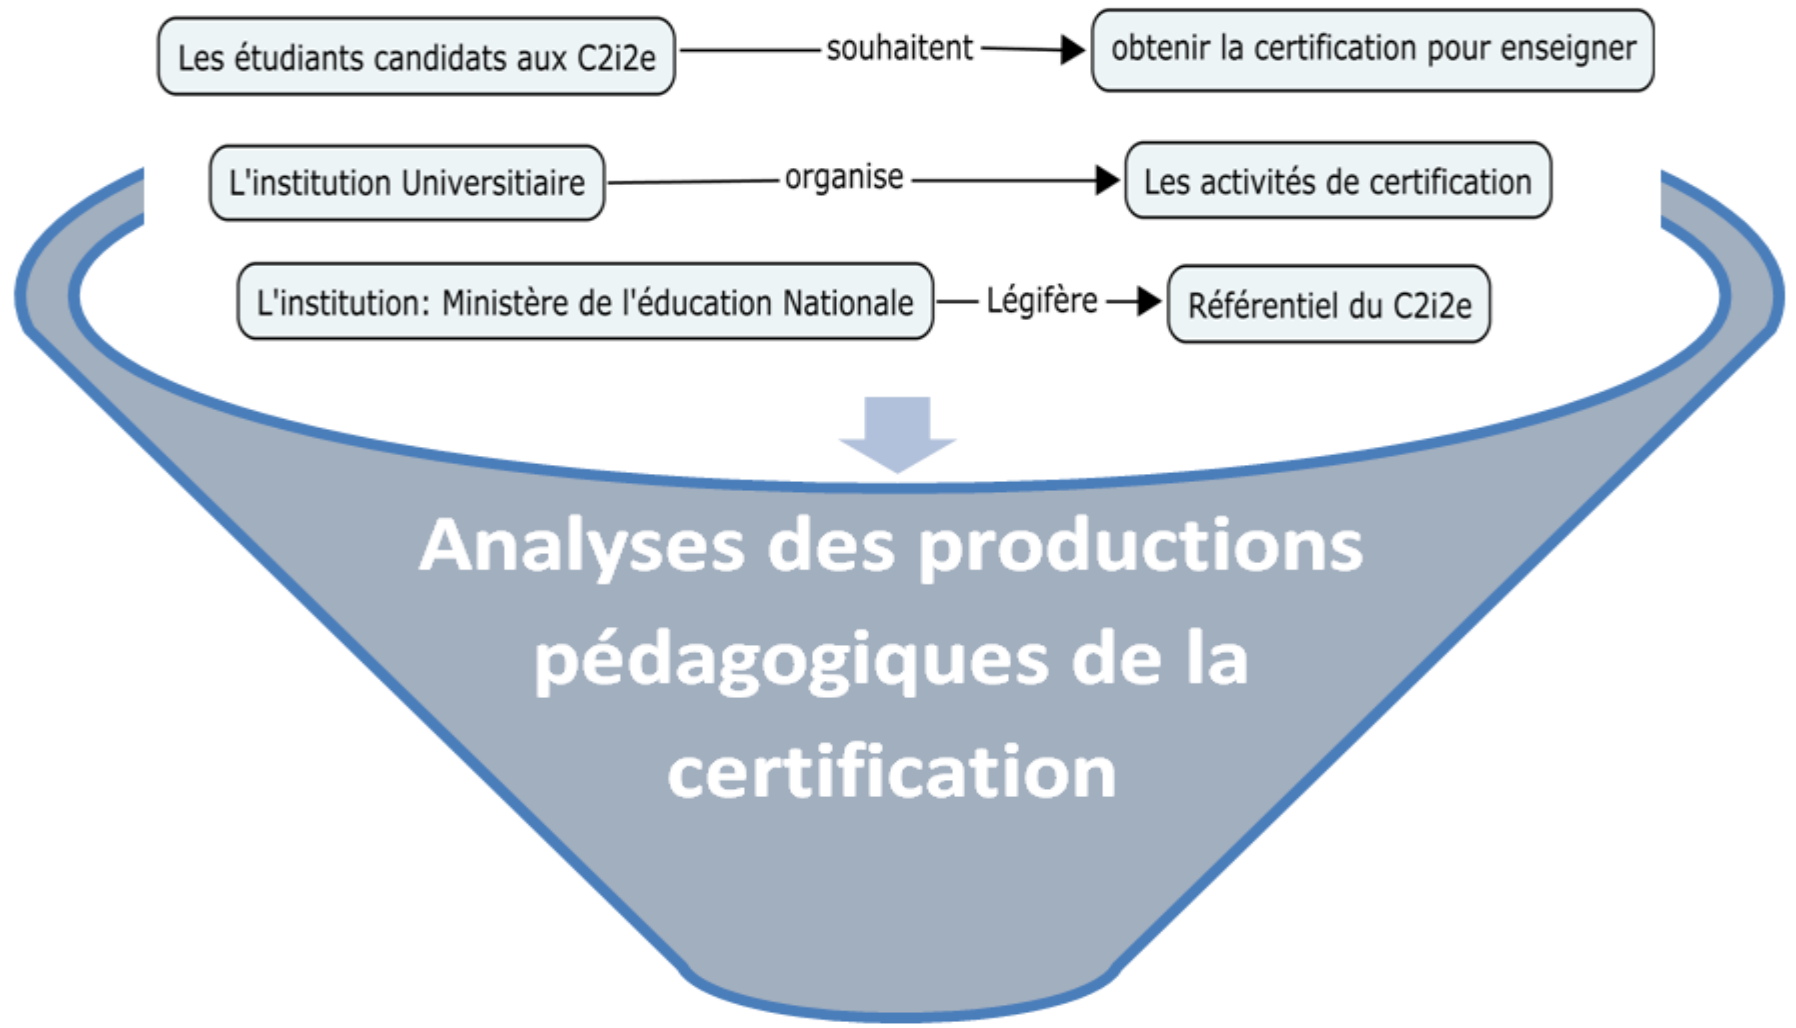 Les étudiants candidats aux C2i2e souhaitent obtenir la certification pour enseigner
L'institution Universitiaire organise Les activités de certification
L'institution: Ministère de l'éducation Nationale Légifère Référentiel du C2i2e
Analyses des productions
pédagogiques de la
certification